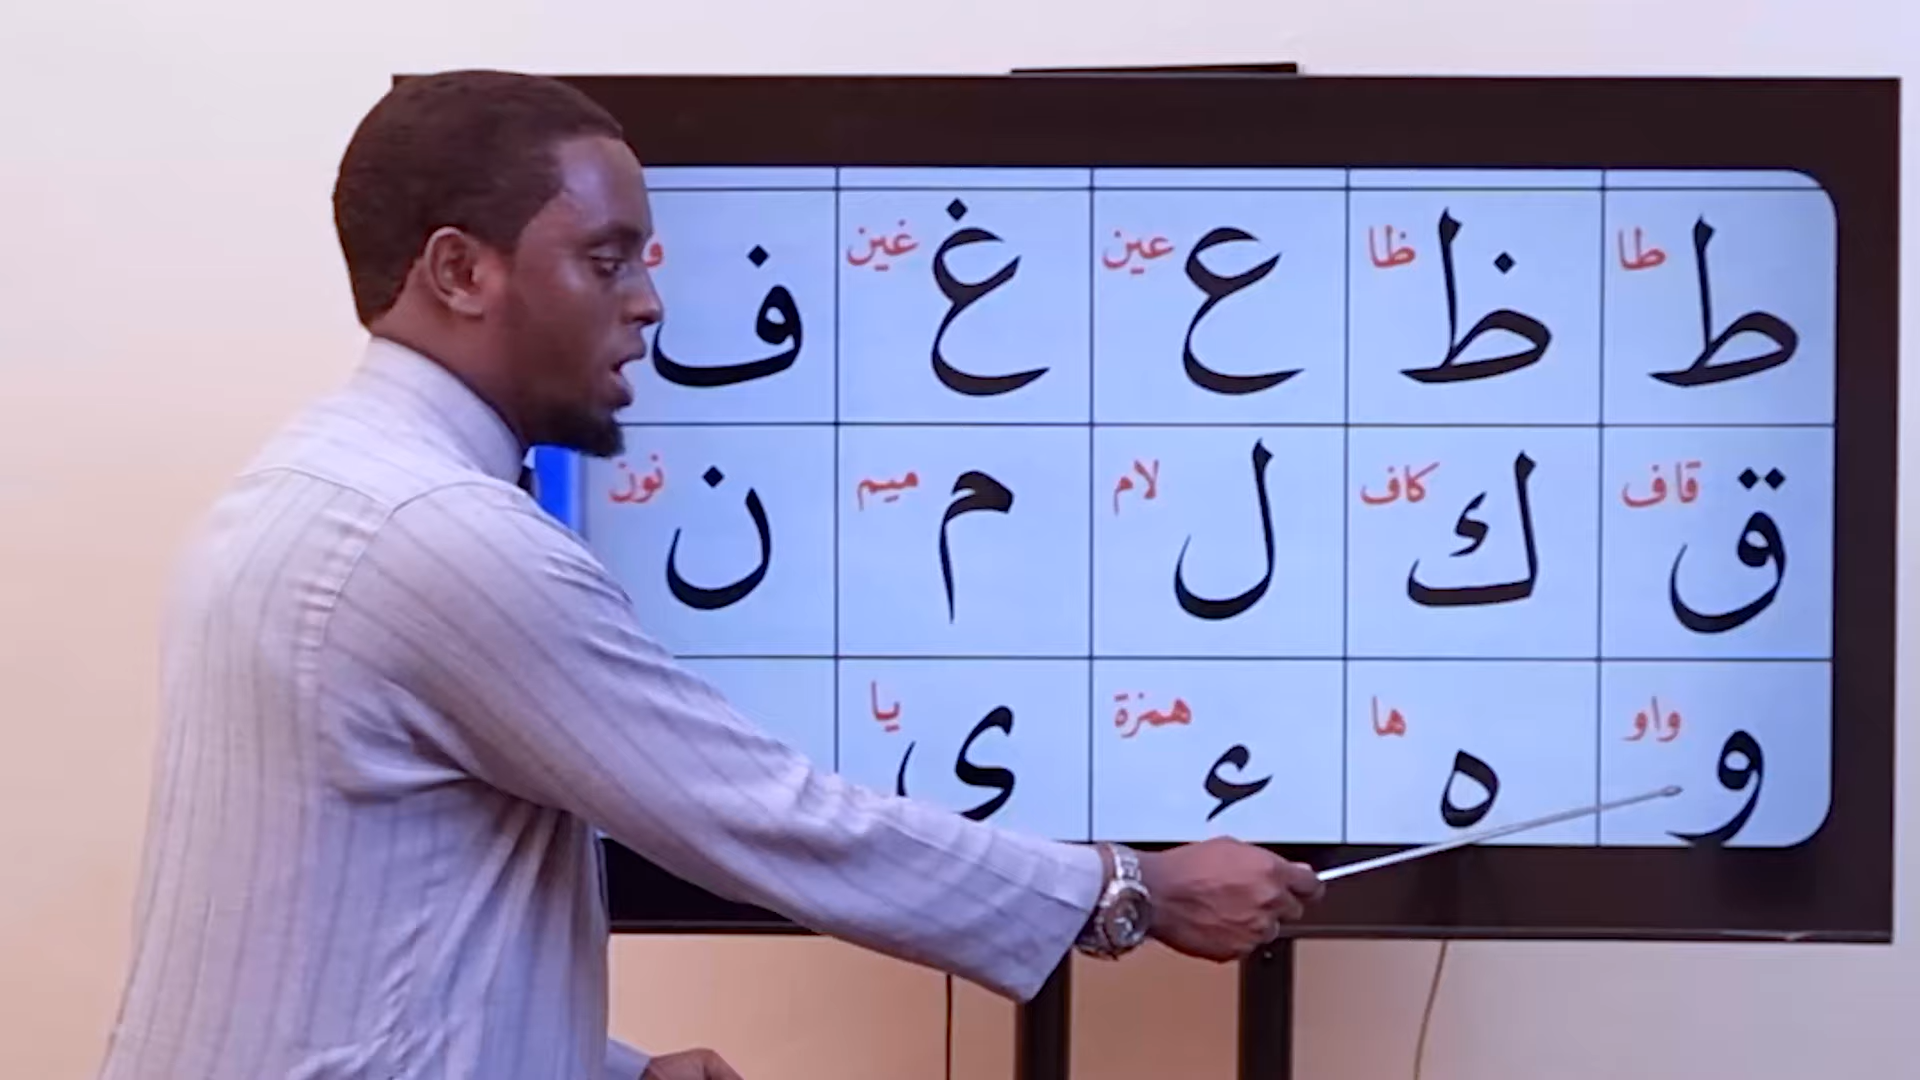 ط طا ظ ظا ع عين غ غين ف
ق قاف ك كاف ل لام م ميم ن نون
و واو ه ها ء همزة ى يا